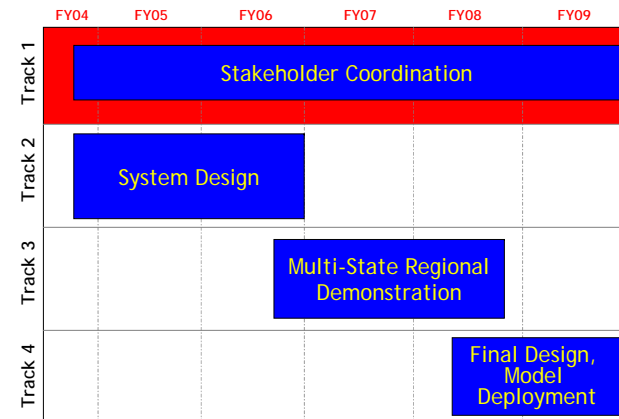 FY04 FY05 FY06 FY07 FY08 FY09
Track 1
Stakeholder Coordination
Track 2
System Design
Track 3
Multi-State Regional
Demonstration
Track 4
Final Design,
Model
Deployment